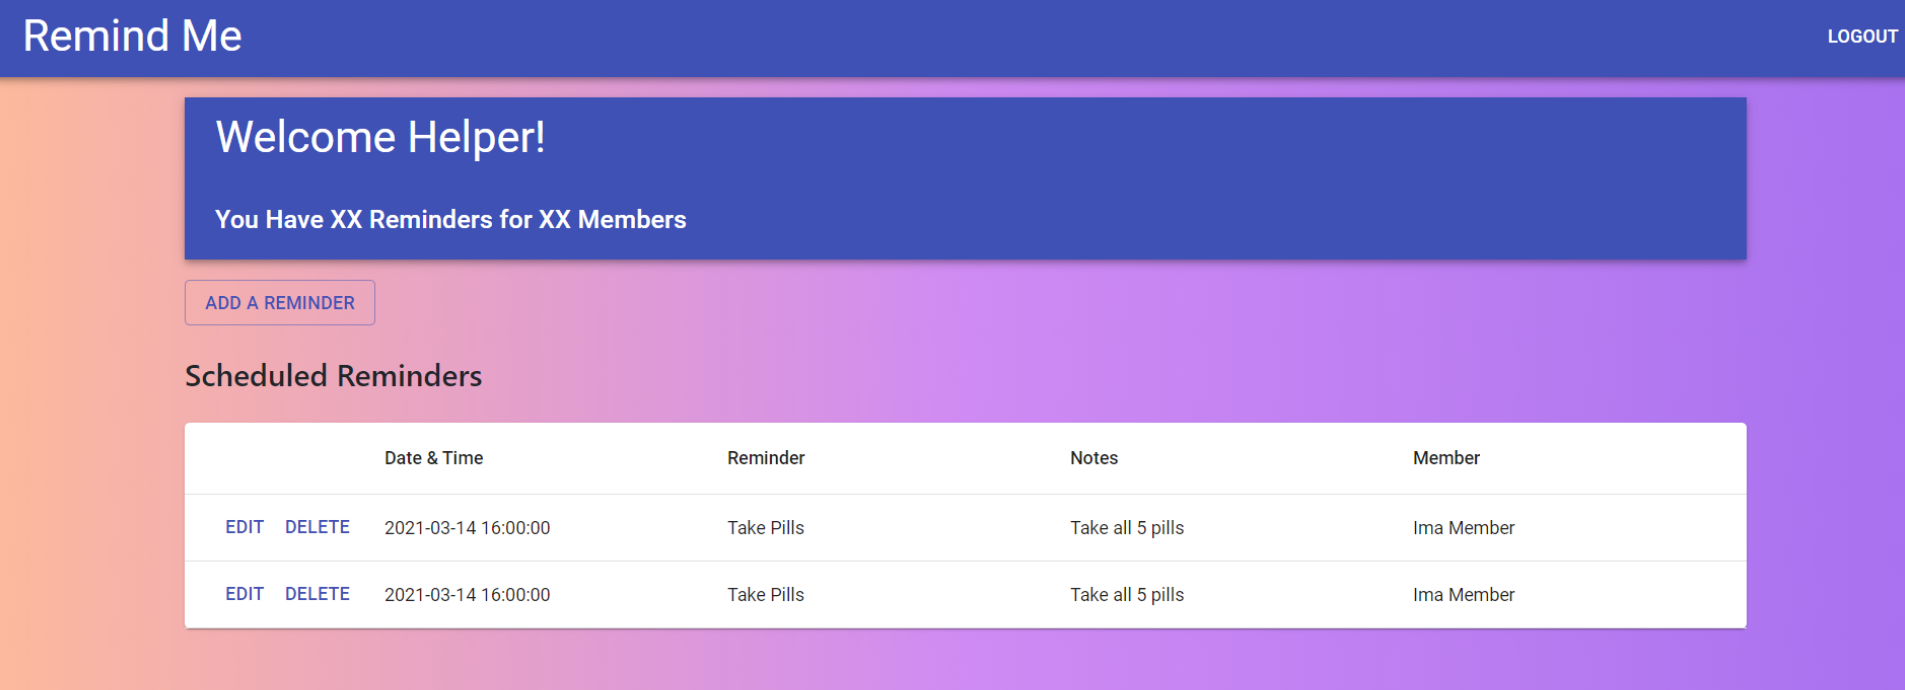 Remind Me
LOGOUT
Welcome Helper!
You Have XX Reminders for XX Members
ADD A REMINDER
Scheduled Reminders
Date & Time Reminder Notes Member
EDIT DELETE 2021-03-14 16:00:00 Take Pills Take all 5 pills Ima Member
EDIT DELETE 2021-03-14 16:00:00 Take Pills Take all 5 pills Ima Member